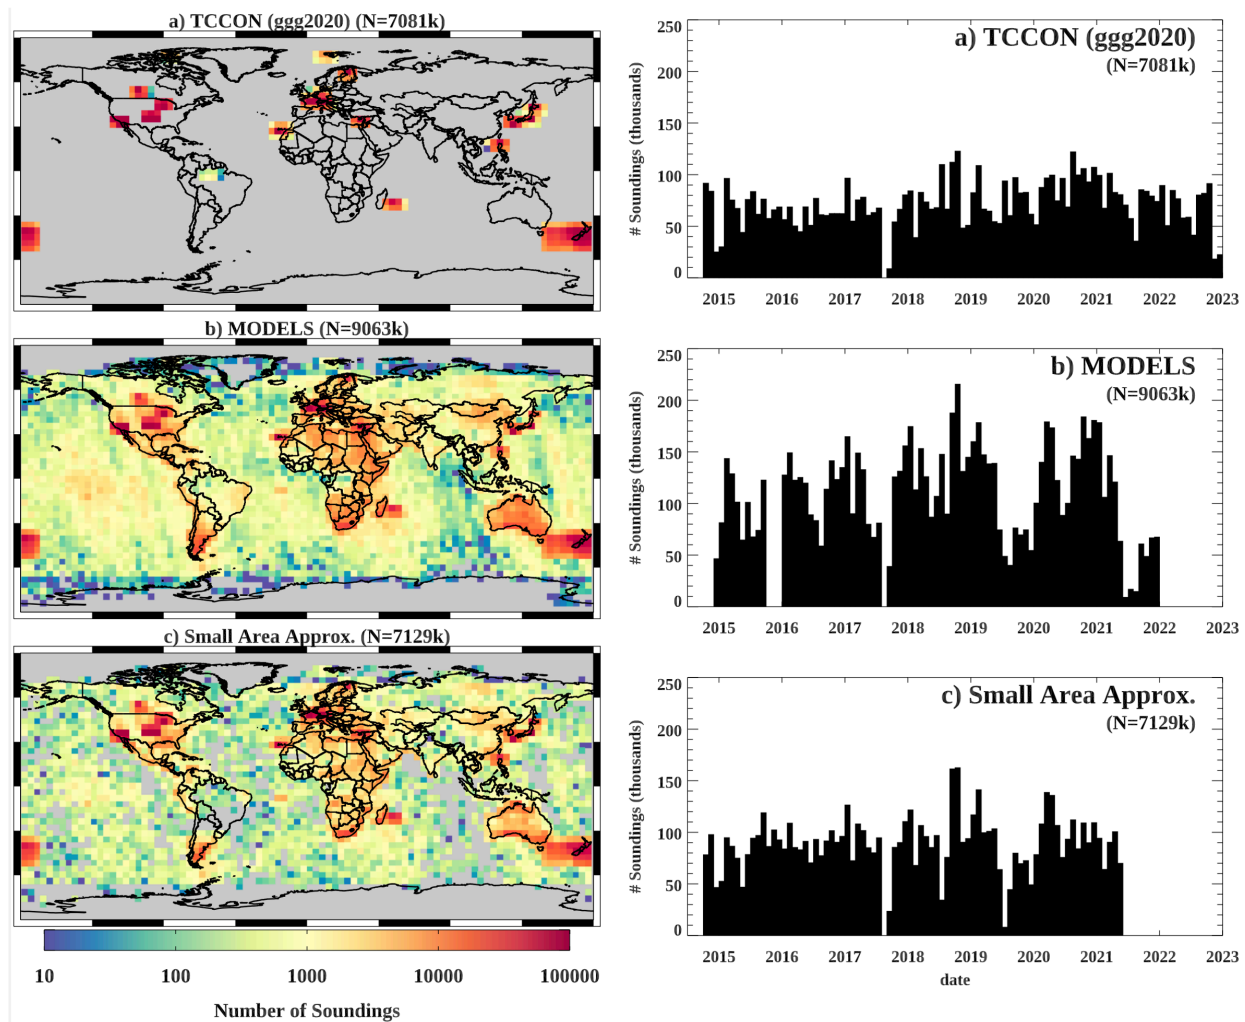 a) TCCON (ggg2020) (N=7081k)
b) MODELS (N=9063k)
c) Small Area Approx. (N=7129k)
10 100 1000 10000 100000
Number of Soundings
a) TCCON (ggg2020)
(N=7081k)
# Soundings (thousands)
250
200
150
100
50
0
2015 2016 2017 2018 2019 2020 2021 2022 2023
b) MODELS
(N=9063k)
# Soundings (thousands)
250
200
150
100
50
0
2015 2016 2017 2018 2019 2020 2021 2022 2023
c) Small Area Approx.
(N=7129k)
# Soundings (thousands)
250
200
150
100
50
0
2015 2016 2017 2018 2019 2020 2021 2022 2023
date